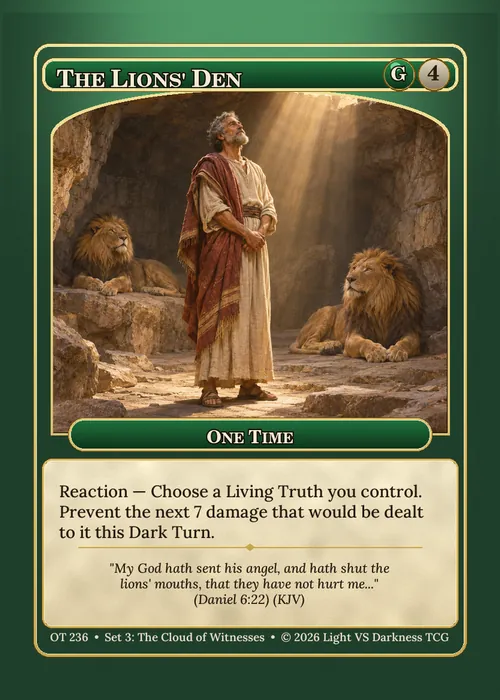 The Lions' Den G 4
One Time
Reaction — Choose a Living Truth you control.
Prevent the next 7 damage that would be dealt
to it this Dark Turn.
"My God hath sent his angel, and hath shut the
lions' mouths, that they have not hurt me..."
(Daniel 6:22) (KJV)
OT 236 • Set 3: The Cloud of Witnesses • © 2026 Light VS Darkness TCG